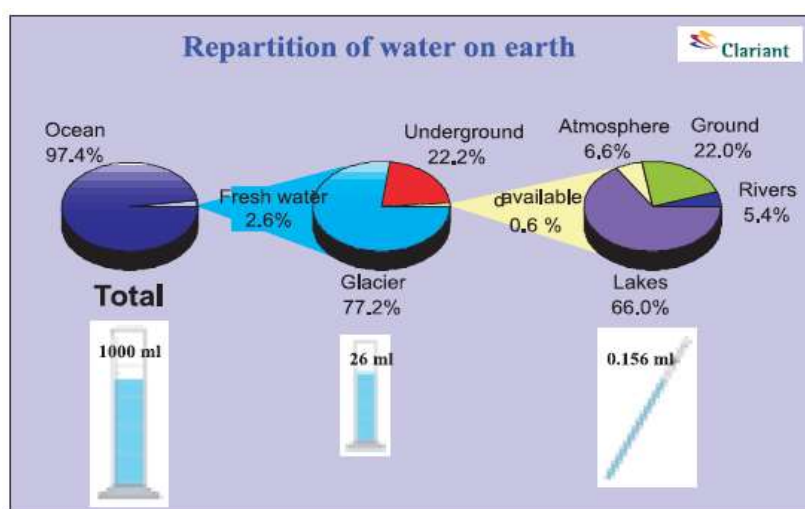 Repartition of water on earth
Clariant
Ocean
97.4%
Fresh water
2.6%
Underground
22.2%
Glacier
77.2%
available
0.6 %
Atmosphere
6.6%
Ground
22.0%
Rivers
5.4%
Lakes
66.0%
Total
1000 ml
26 ml
0.156 ml